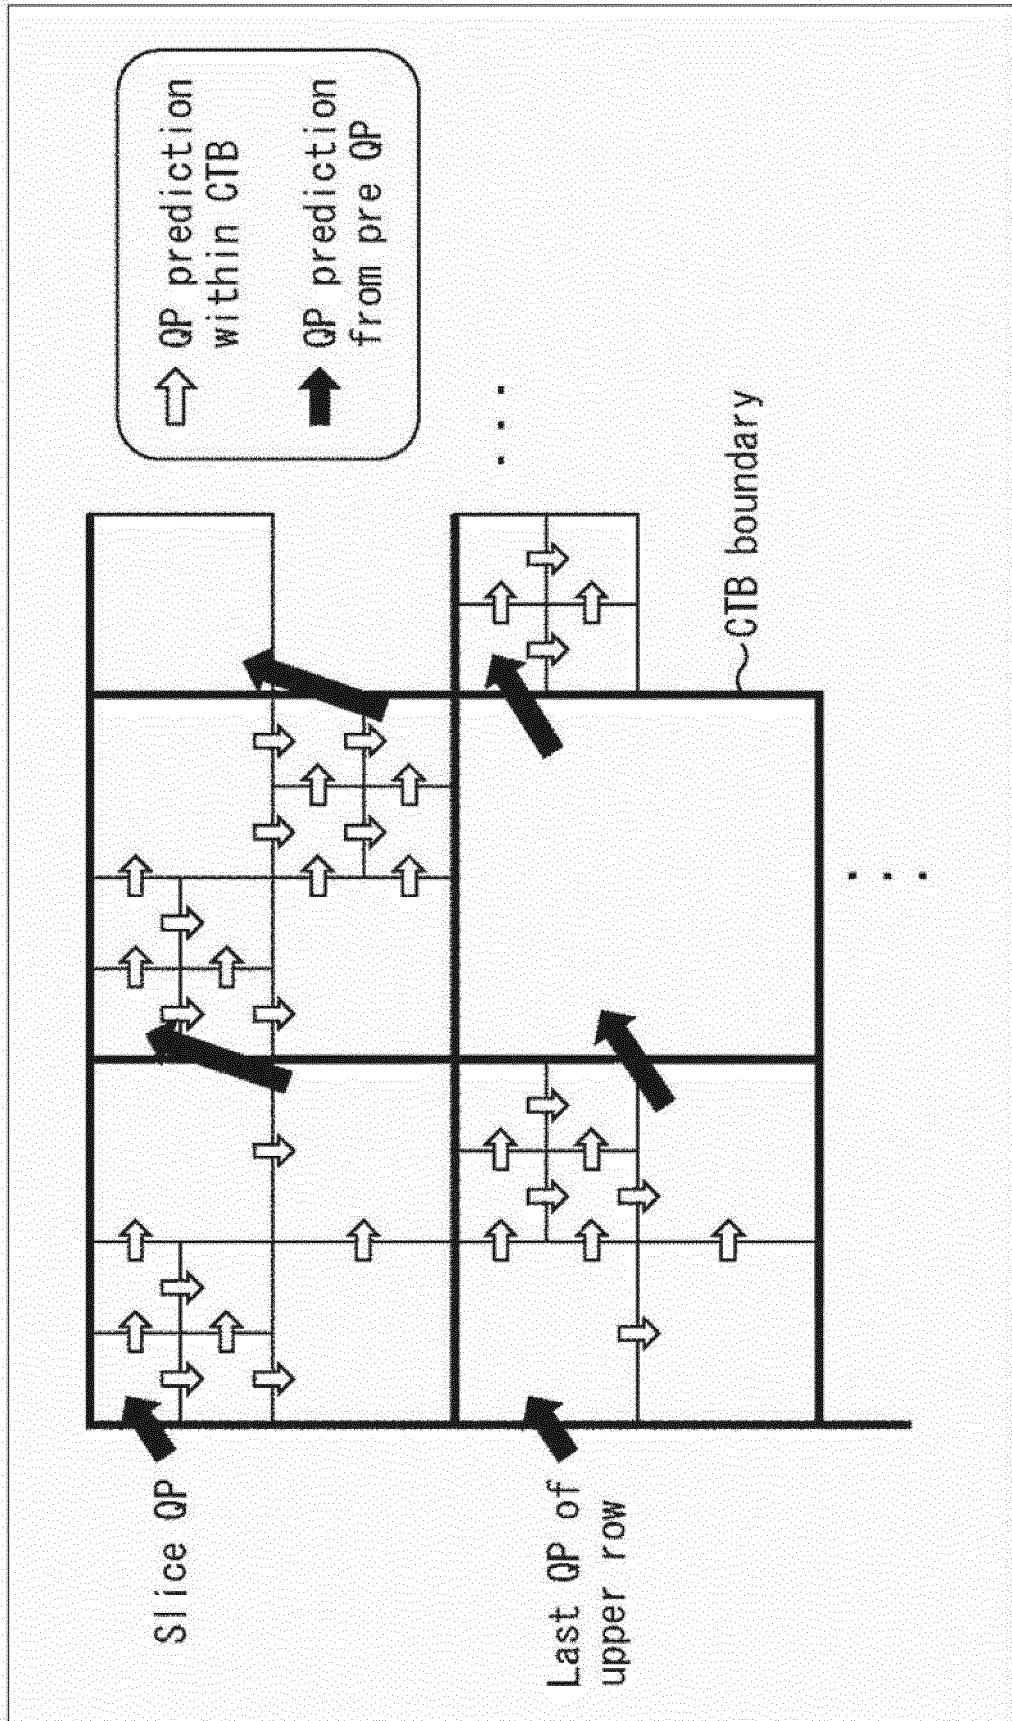 Slice QP
Last QP of
upper row
QP prediction
within CTB
QP prediction
from pre QP
CTB boundary